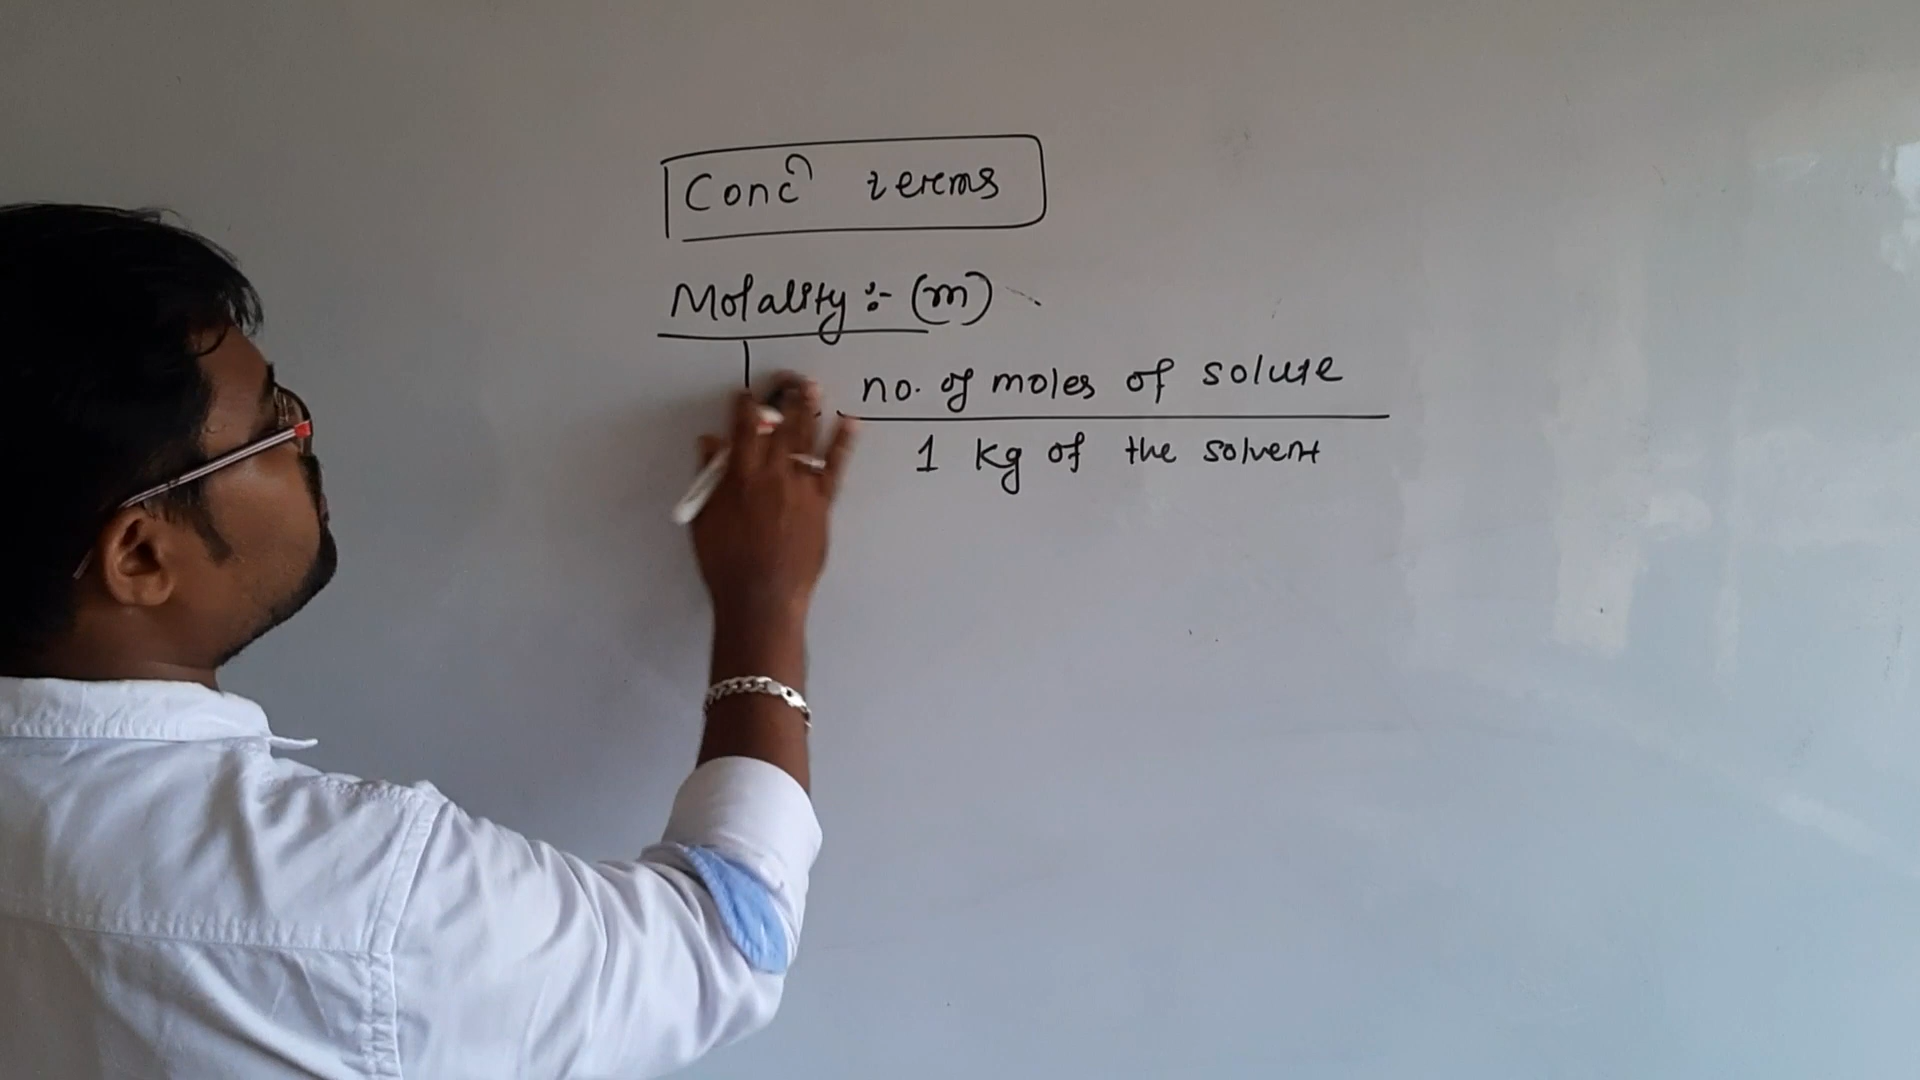 Concⁿ terms
Molality :- (m)
no. of moles of solute
1 kg of the solvent